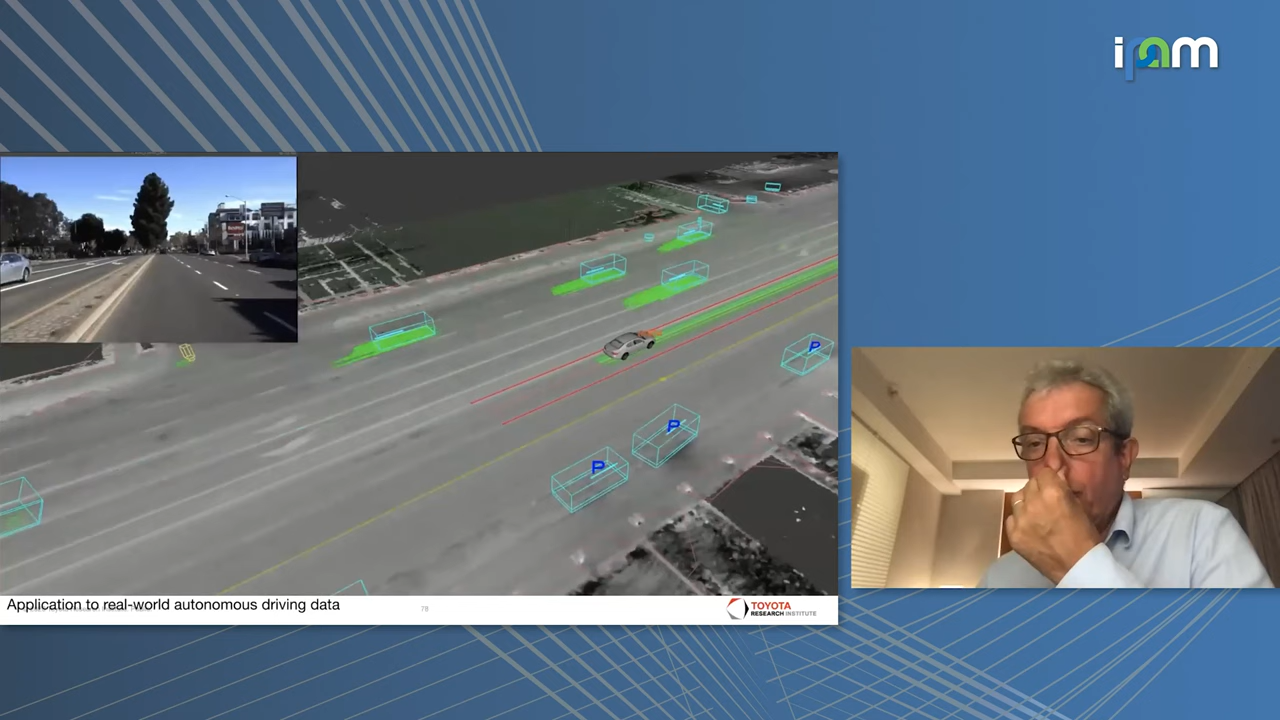 ipam
P
P
P
Application to real-world autonomous driving data
78
TOYOTA
RESEARCH INSTITUTE